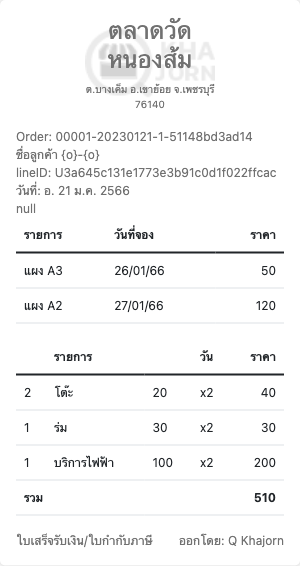 ตลาดวัด
หนองส้ม
KHA
JURN
ต.บางเค็ม อ.เขาย้อย จ.เพชรบุรี
76140
Order: 00001-20230121-1-51148bd3ad14
ชื่อลูกค้า {o}-{o}
lineID: U3a645c131e1773e3b91c0d1f022ffcac
วันที่: อ. 21 ม.ค. 2566
null
รายการ วันที่จอง ราคา
แผง A3 26/01/66 50
แผง A2 27/01/66 120
รายการ วัน ราคา
2 โต๊ะ 20 x2 40
1 ร่ม 30 x2 30
1 บริการไฟฟ้า 100 x2 200
รวม 510
ใบเสร็จรับเงิน/ใบกำกับภาษี ออกโดย: Q Khajorn